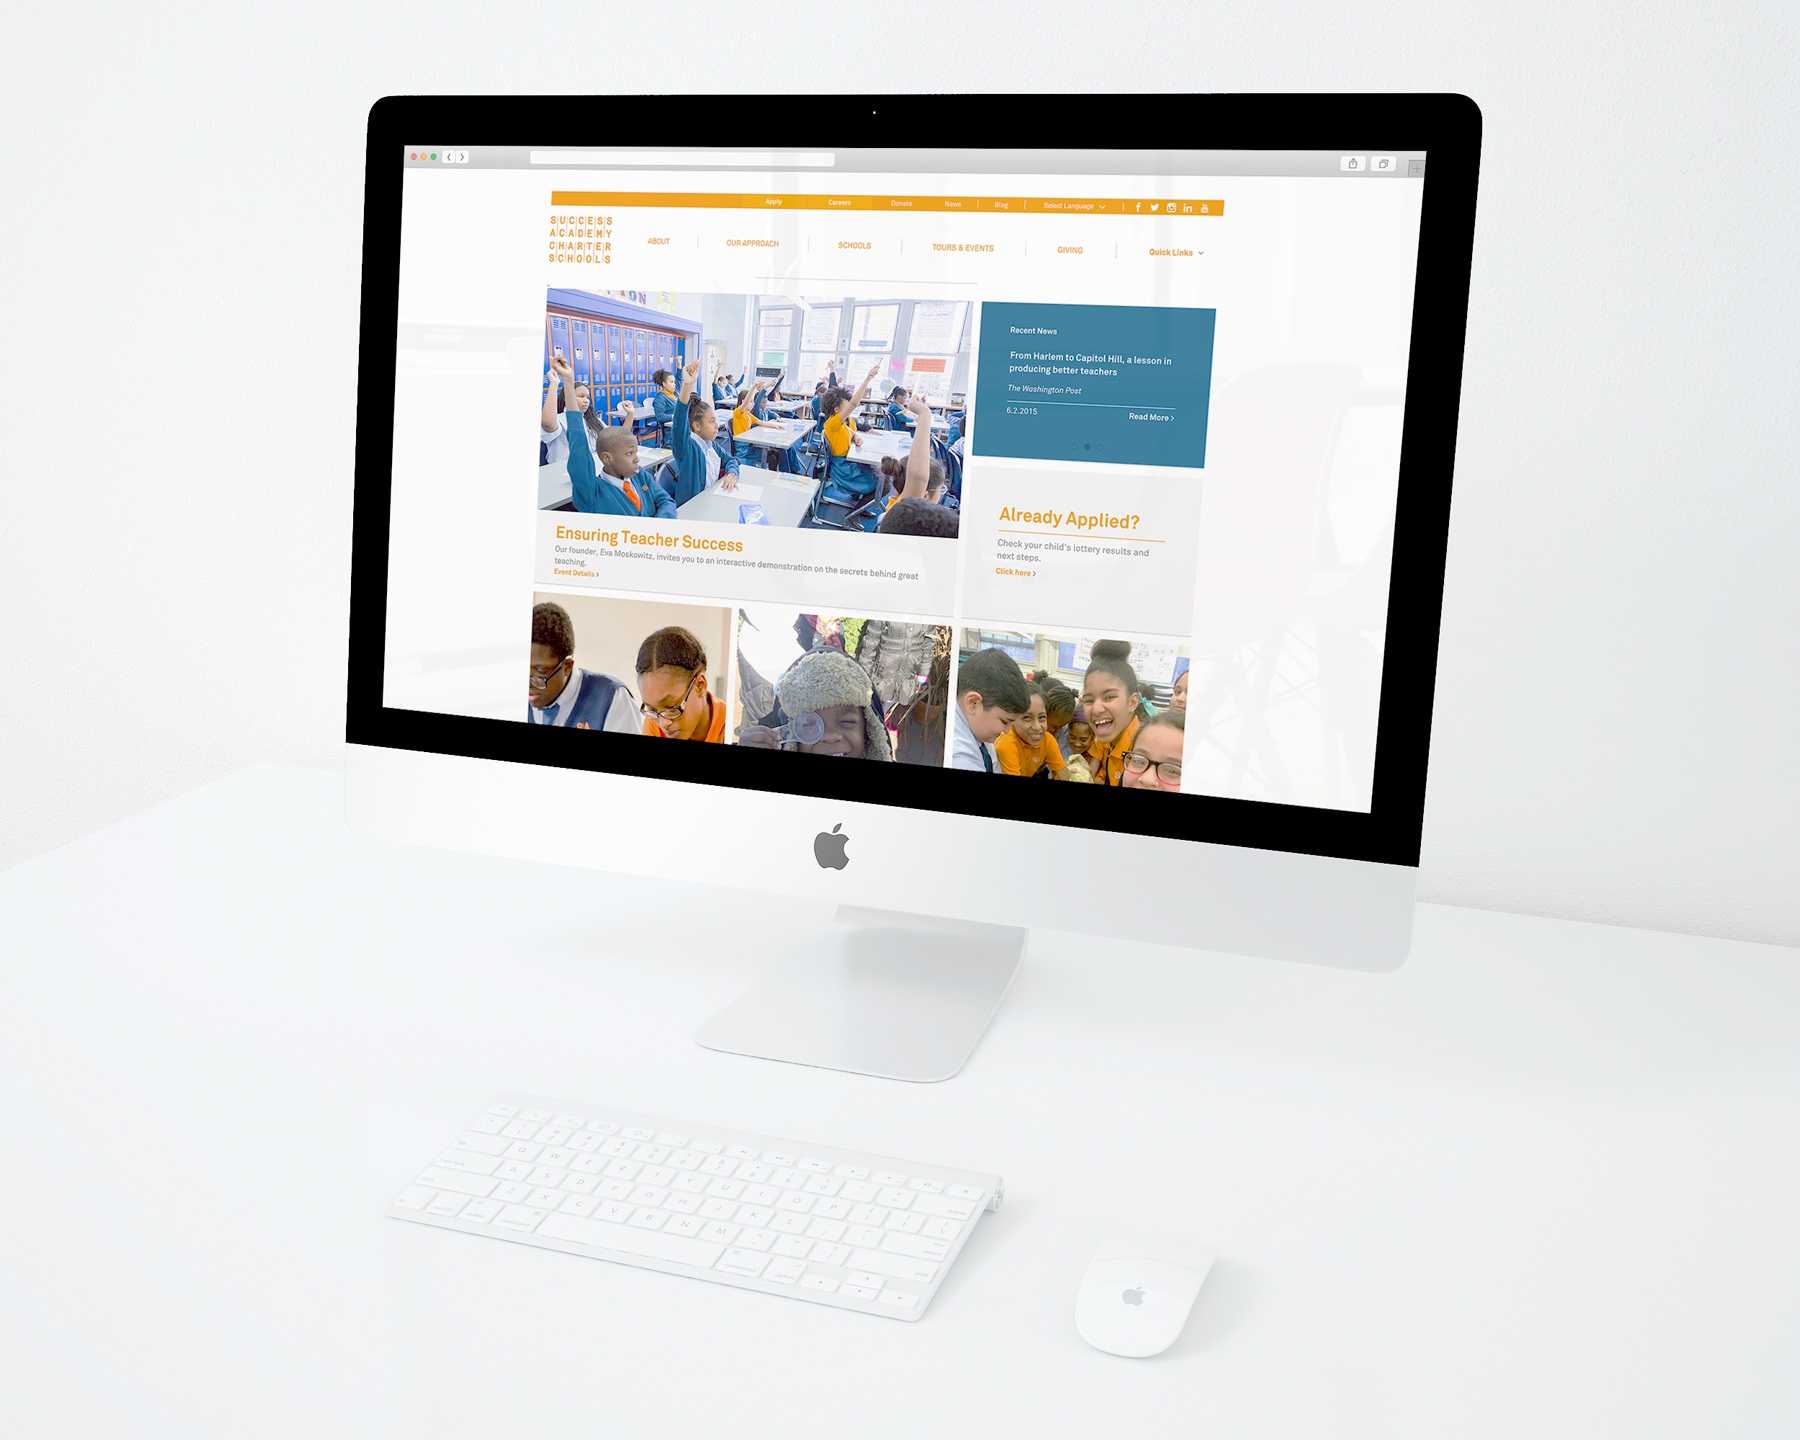 Apply Careers Donate News Blog Select Language
SUCCESS
ACADEMY
CHARTER
SCHOOLS
ABOUT OUR APPROACH SCHOOLS TOURS & EVENTS GIVING Quick Links
Recent News
From Harlem to Capitol Hill, a lesson in
producing better teachers
The Washington Post
6.2.2015 Read More >
Ensuring Teacher Success
Our founder, Eva Moskowitz, invites you to an interactive demonstration on the secrets behind great
teaching.
Event Details >
Already Applied?
Check your child's lottery results and
next steps.
Click here >
Q W E R T Y U I O P
A S D F G H J K L
Z X C V B N M